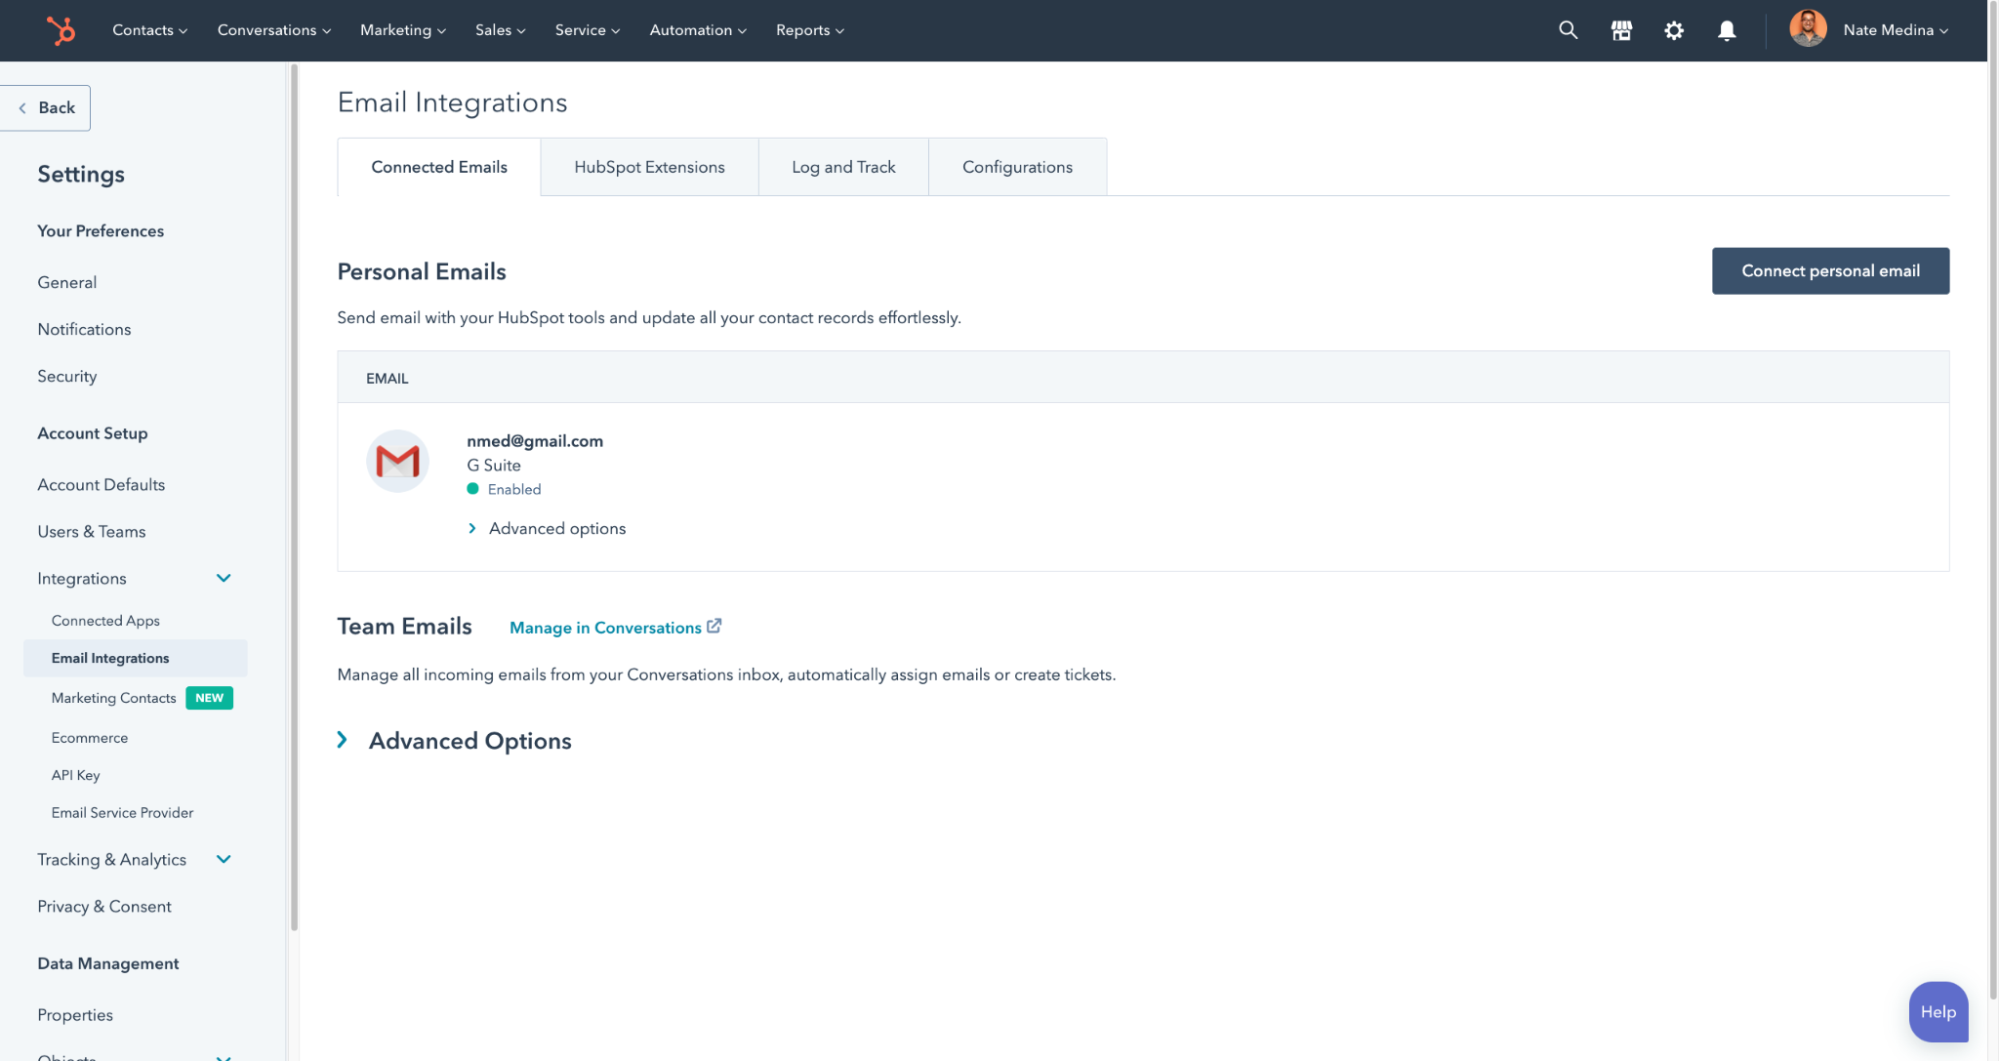 Contacts
Conversations
Marketing
Sales
Service
Automation
Reports
Nate Medina
Back
Settings
Your Preferences
General
Notifications
Security
Account Setup
Account Defaults
Users & Teams
Integrations
Connected Apps
Email Integrations
Marketing Contacts NEW
Ecommerce
API Key
Email Service Provider
Tracking & Analytics
Privacy & Consent
Data Management
Properties
Objects
Email Integrations
Connected Emails
HubSpot Extensions
Log and Track
Configurations
Personal Emails
Connect personal email
Send email with your HubSpot tools and update all your contact records effortlessly.
EMAIL
nmed@gmail.com
G Suite
Enabled
Advanced options
Team Emails
Manage in Conversations
Manage all incoming emails from your Conversations inbox, automatically assign emails or create tickets.
Advanced Options
Help